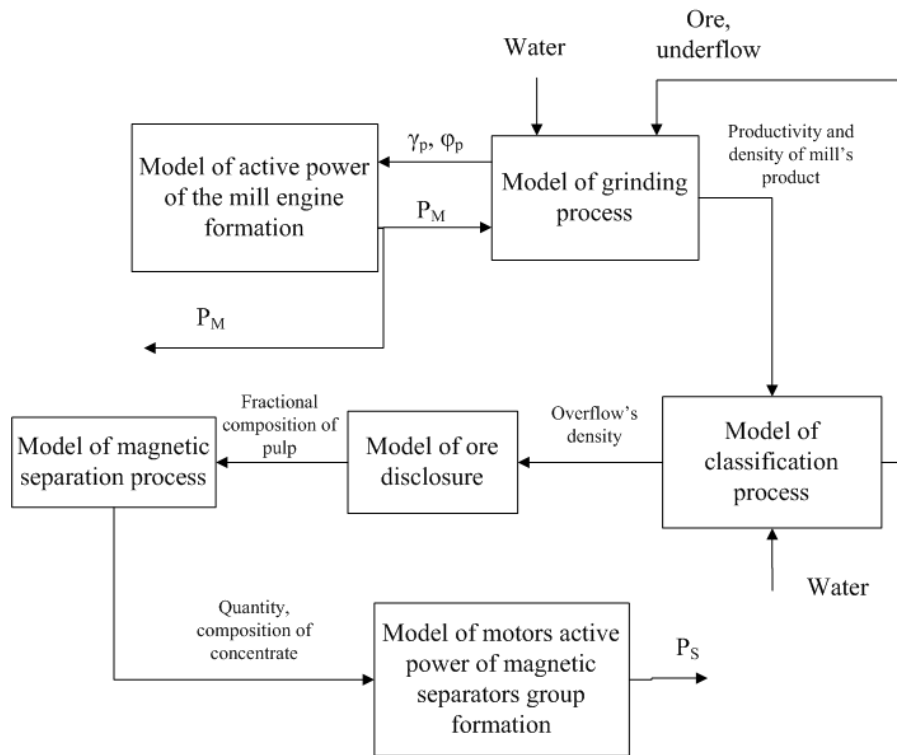 Ore,
underflow
Water
Productivity and
density of mill's
product
γp, φp
Model of active power
of the mill engine
formation
Model of grinding
process
PM
PM
Fractional
composition of
pulp
Overflow's
density
Model of magnetic
separation process
Model of ore
disclosure
Model of
classification
process
Water
Quantity,
composition of
concentrate
Model of motors active
power of magnetic
separators group
formation
PS